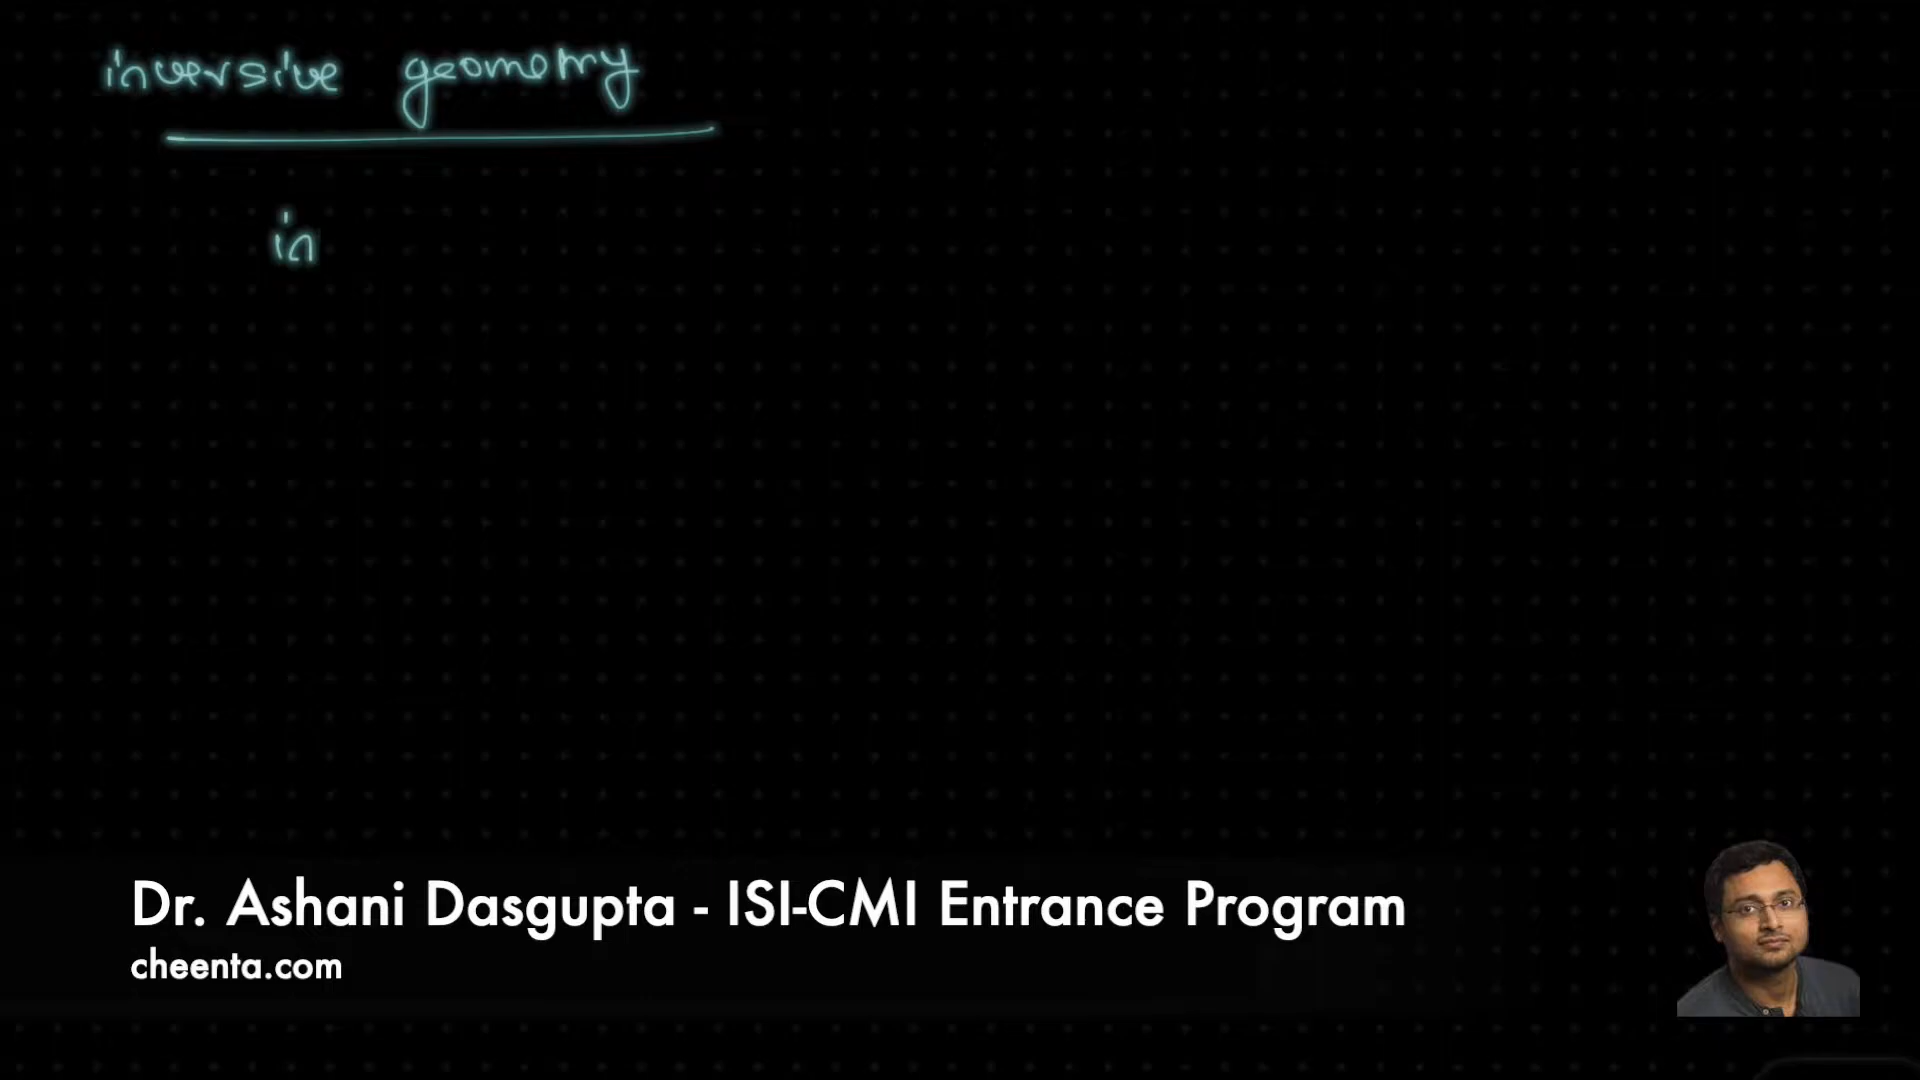 inversive geometry
in
Dr. Ashani Dasgupta - ISI-CMI Entrance Program
cheenta.com